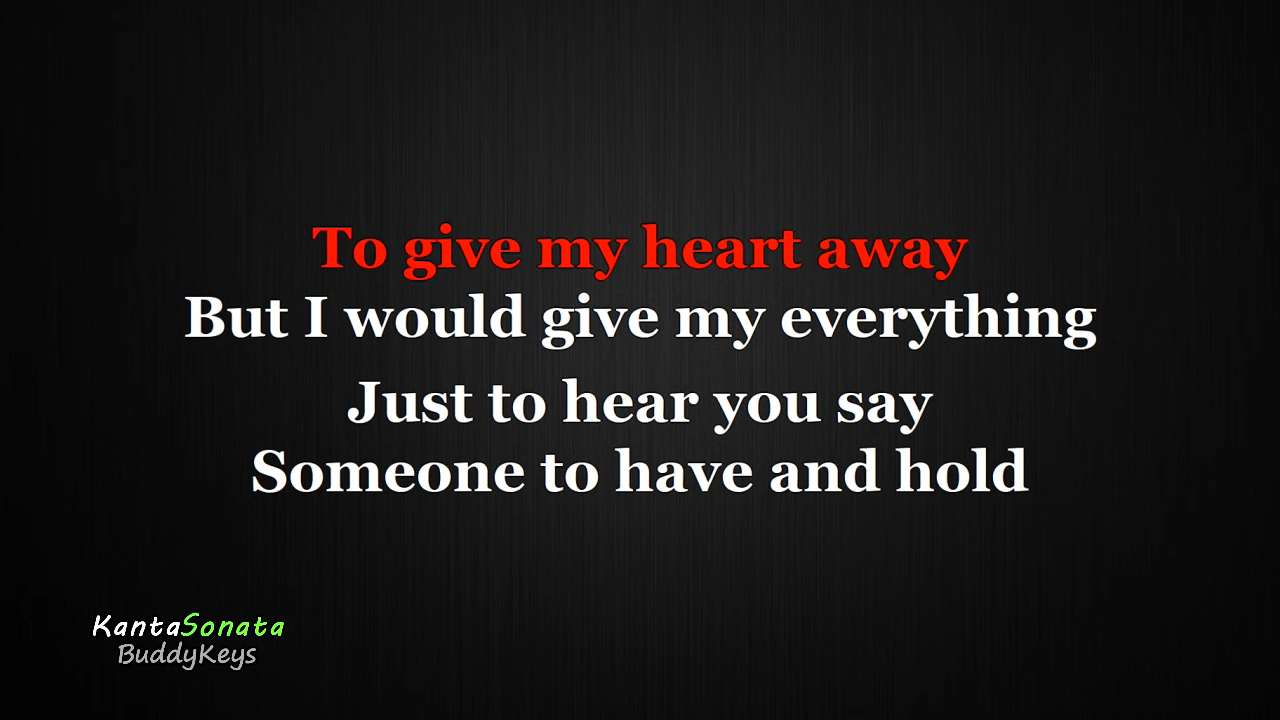 To give my heart away
But I would give my everything
Just to hear you say
Someone to have and hold
KantaSonata
BuddyKeys